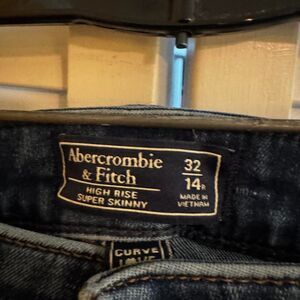 Abercrombie
& Fitch
HIGH RISE
SUPER SKINNY
32
14R
MADE IN
VIETNAM
CURVE